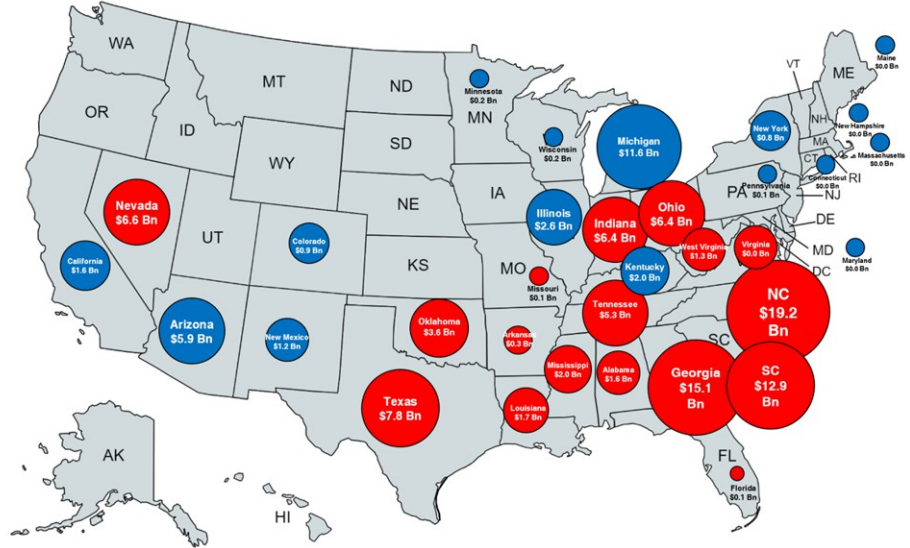 WA
MT
ND
MN
Minnesota
$0.2 Bn
VT
ME
Maine
$0.0 Bn
OR
ID
WY
SD
Wisconsin
$0.2 Bn
Michigan
$11.6 Bn
New York
$0.8 Bn
NH
New Hampshire
$0.0 Bn
MA
Massachusetts
$0.0 Bn
CT
Connecticut
$0.0 Bn
RI
NJ
Nevada
$6.6 Bn
UT
NE
IA
Illinois
$2.6 Bn
Indiana
$6.4 Bn
Ohio
$6.4 Bn
PA
Pennsylvania
$0.1 Bn
DE
MD
DC
Maryland
$0.0 Bn
California
$1.6 Bn
Colorado
$0.9 Bn
KS
MO
Missouri
$0.1 Bn
Kentucky
$2.0 Bn
West Virginia
$1.3 Bn
Virginia
$0.0 Bn
Arizona
$5.9 Bn
New Mexico
$1.2 Bn
Oklahoma
$3.6 Bn
Arkansas
$0.3 Bn
Tennessee
$5.3 Bn
NC
$19.2
Bn
SC
Texas
$7.8 Bn
Louisiana
$1.7 Bn
Mississippi
$2.0 Bn
Alabama
$1.6 Bn
Georgia
$15.1
Bn
SC
$12.9
Bn
FL
Florida
$0.1 Bn
AK
HI